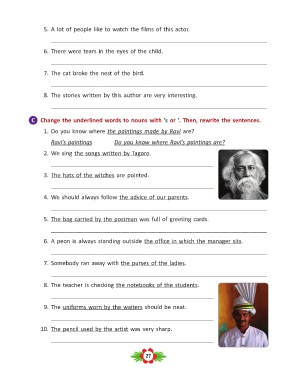 5. A lot of people like to watch the films of this actor.
6. There were tears in the eyes of the child.
7. The cat broke the nest of the bird.
8. The stories written by this author are very interesting.
C Change the underlined words to nouns with 's or '. Then, rewrite the sentences.
1. Do you know where the paintings made by Ravi are?
Ravi's paintings Do you know where Ravi's paintings are?
2. We sing the songs written by Tagore.
3. The hats of the witches are pointed.
4. We should always follow the advice of our parents.
5. The bag carried by the postman was full of greeting cards.
6. A peon is always standing outside the office in which the manager sits.
7. Somebody ran away with the purses of the ladies.
8. The teacher is checking the notebooks of the students.
9. The uniforms worn by the waiters should be neat.
10. The pencil used by the artist was very sharp.
27